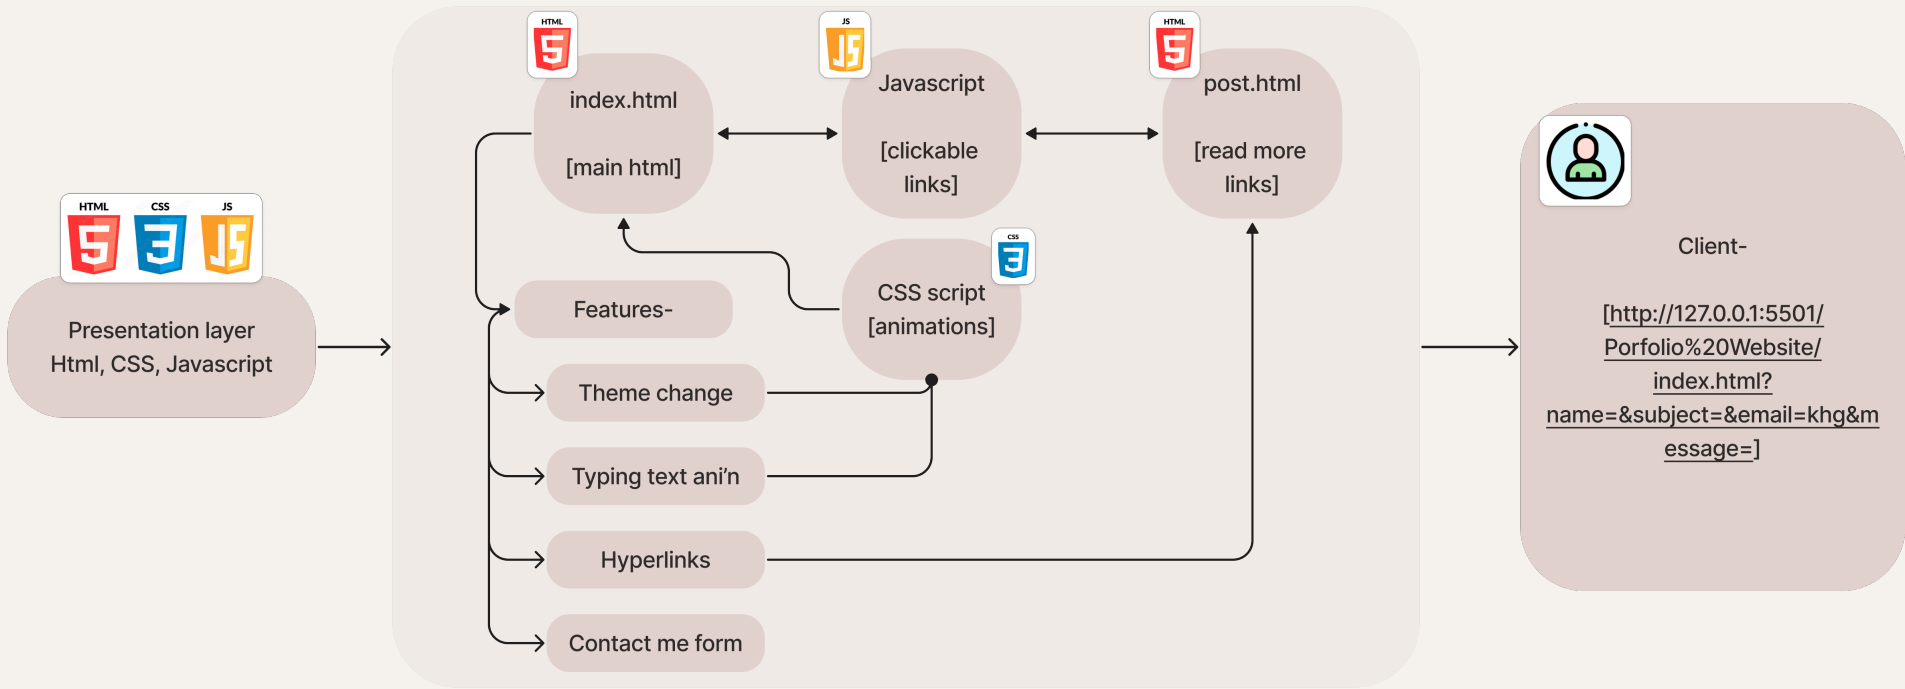 HTML
CSS
JS
Presentation layer
Html, CSS, Javascript
HTML
index.html
[main html]
JS
Javascript
[clickable
links]
HTML
post.html
[read more
links]
CSS
CSS script
[animations]
Features-
Theme change
Typing text ani’n
Hyperlinks
Contact me form
Client-
[http://127.0.0.1:5501/
Porfolio%20Website/
index.html?
name=&subject=&email=khg&m
essage=]